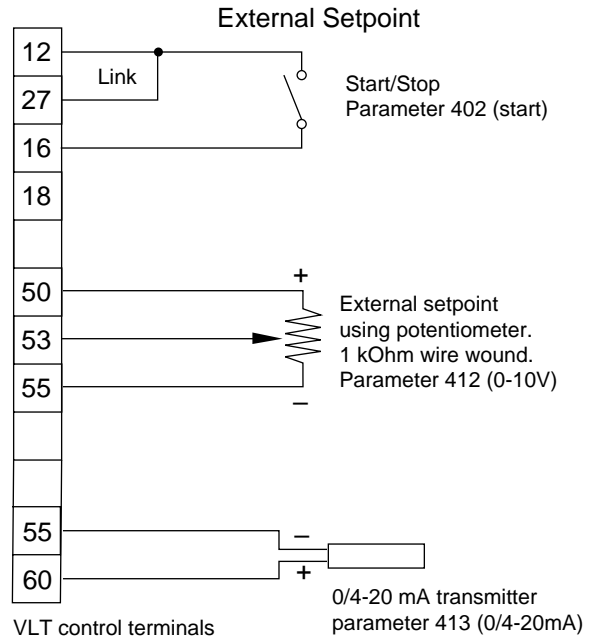 External Setpoint
12
Link
27
Start/Stop
Parameter 402 (start)
16
18
50
+
53
External setpoint
using potentiometer.
1 kOhm wire wound.
Parameter 412 (0-10V)
55
–
55
–
60
+
0/4-20 mA transmitter
parameter 413 (0/4-20mA)
VLT control terminals